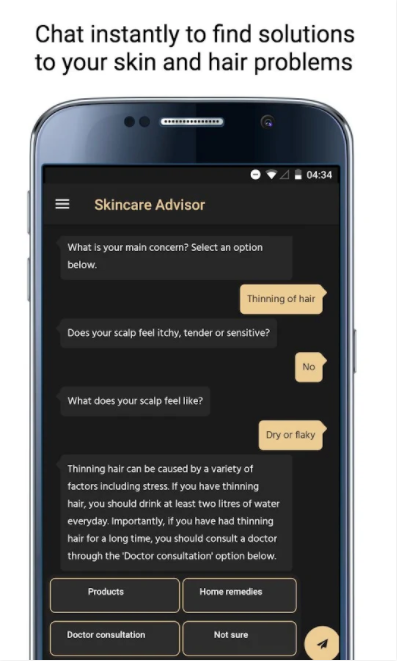 Chat instantly to find solutions
to your skin and hair problems
04:34
Skincare Advisor
What is your main concern? Select an option
below.
Thinning of hair
Does your scalp feel itchy, tender or sensitive?
No
What does your scalp feel like?
Dry or flaky
Thinning hair can be caused by a variety of
factors including stress. If you have thinning
hair, you should drink at least two litres of water
everyday. Importantly, if you have had thinning
hair for a long time, you should consult a doctor
through the 'Doctor consultation' option below.
Products Home remedies
Doctor consultation Not sure